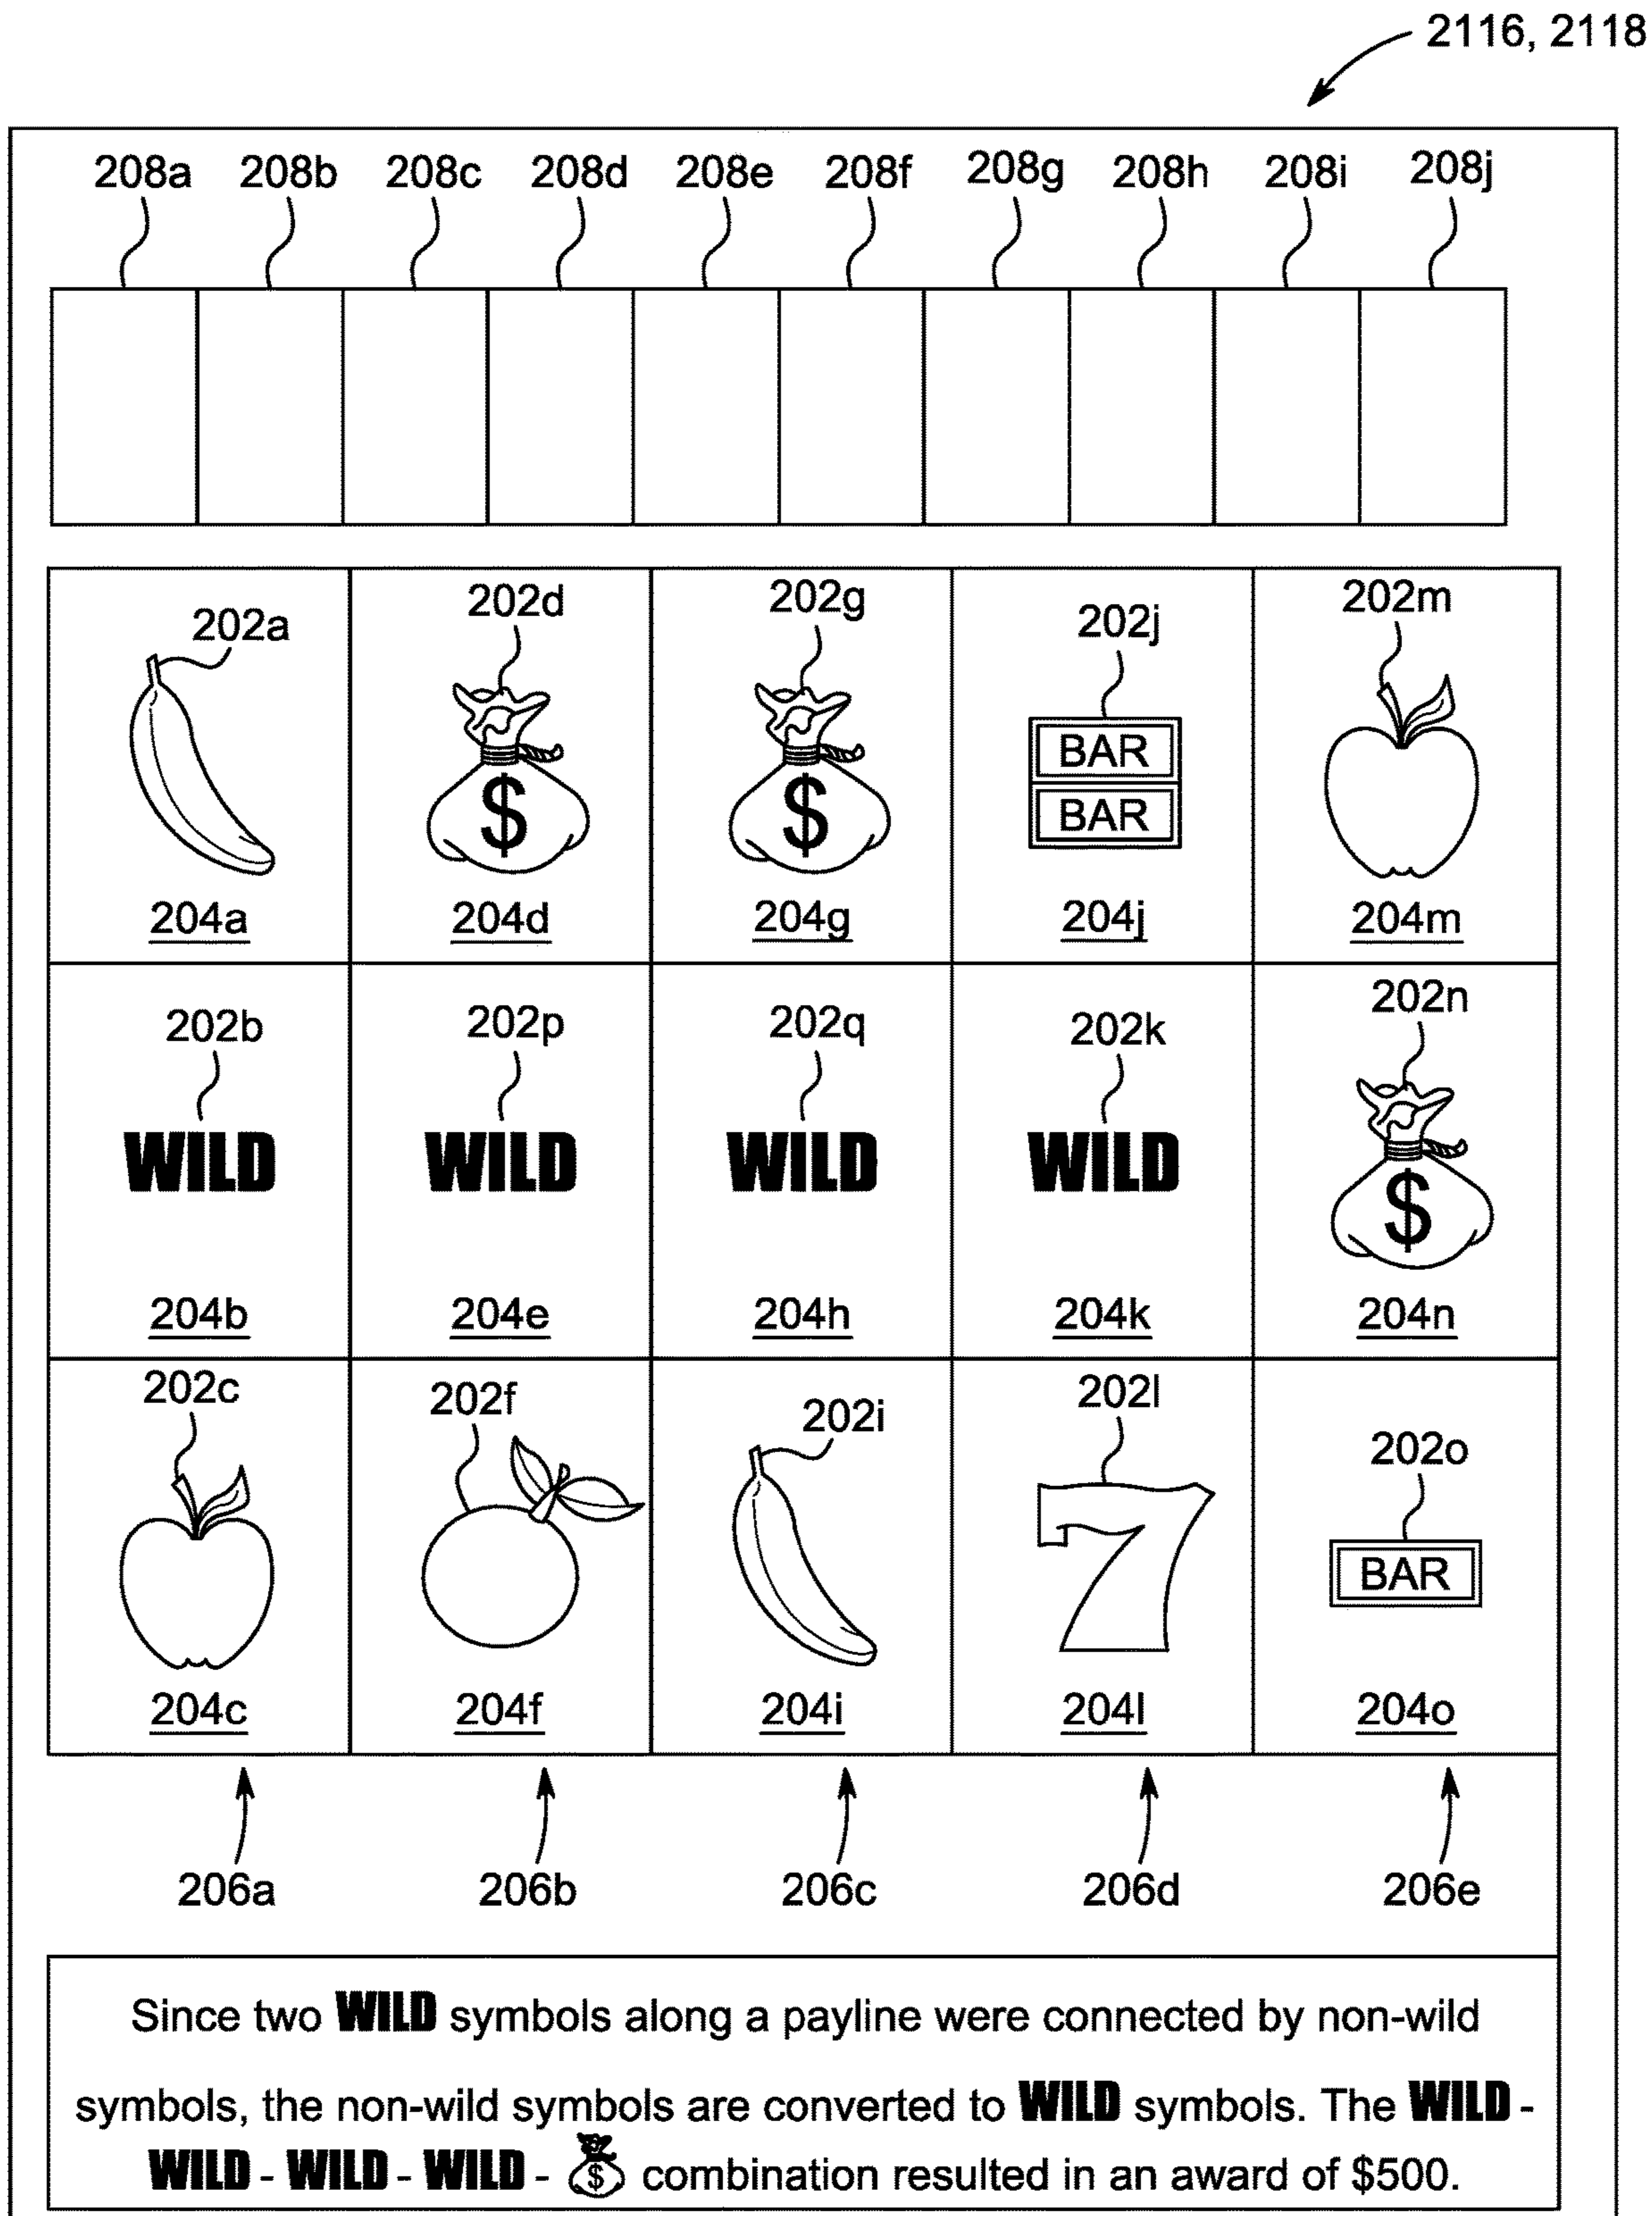 2116, 2118
208a 208b 208c 208d 208e 208f 208g 208h 208i 208j
202a 202d 202g 202j 202m
$ $ BAR
BAR
204a 204d 204g 204j 204m
202b 202p 202q 202k 202n
WILD WILD WILD WILD $
204b 204e 204h 204k 204n
202c 202f 202i 202l 202o
7 BAR
204c 204f 204i 204l 204o
206a 206b 206c 206d 206e
Since two WILD symbols along a payline were connected by non-wild
symbols, the non-wild symbols are converted to WILD symbols. The WILD -
WILD - WILD - WILD - $ combination resulted in an award of $500.